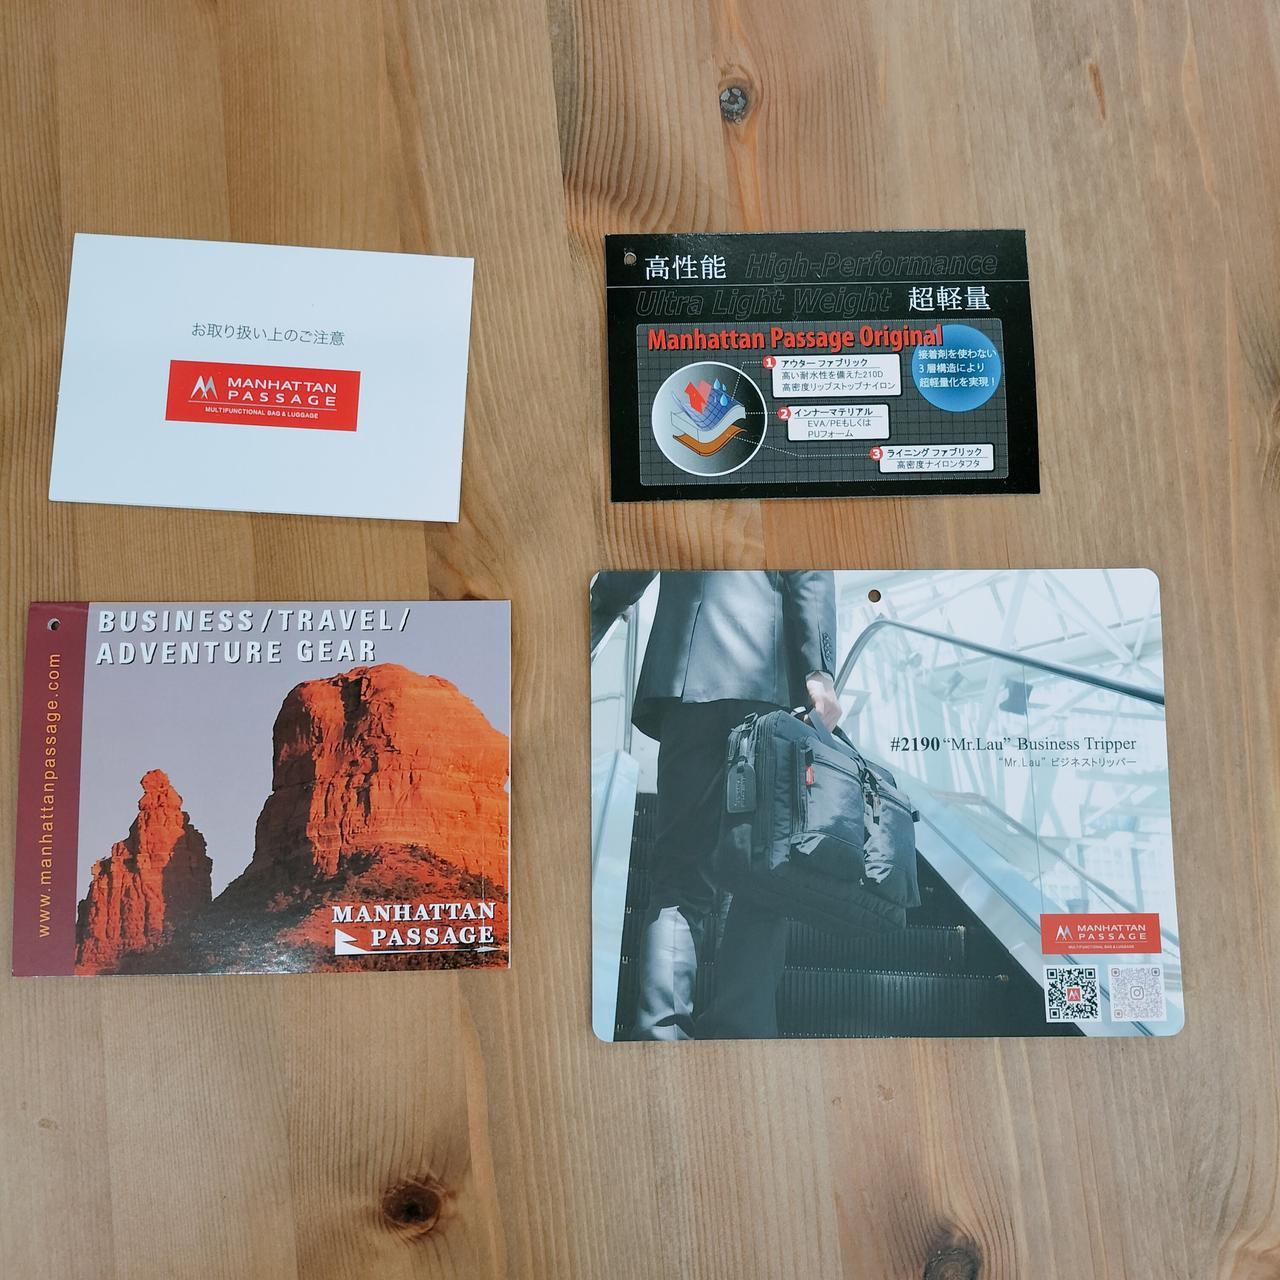 お取り扱い上のご注意
MANHATTAN
PASSAGE
MULTIFUNCTIONAL BAG & LUGGAGE
高性能 High-Performance
Ultra Light Weight 超軽量
Manhattan Passage Original
接着剤を使わない
3層構造により
超軽量化を実現！
1 アウター ファブリック
高い耐水性を備えた210D
高密度リップストップナイロン
2 インナーマテリアル
EVA/PEもしくは
PUフォーム
3 ライニング ファブリック
高密度ナイロンタフタ
www.manhattanpassage.com
BUSINESS/TRAVEL/
ADVENTURE GEAR
MANHATTAN
PASSAGE
#2190 "Mr.Lau" Business Tripper
"Mr.Lau" ビジネストリッパー
MANHATTAN
PASSAGE
MULTIFUNCTIONAL BAG & LUGGAGE